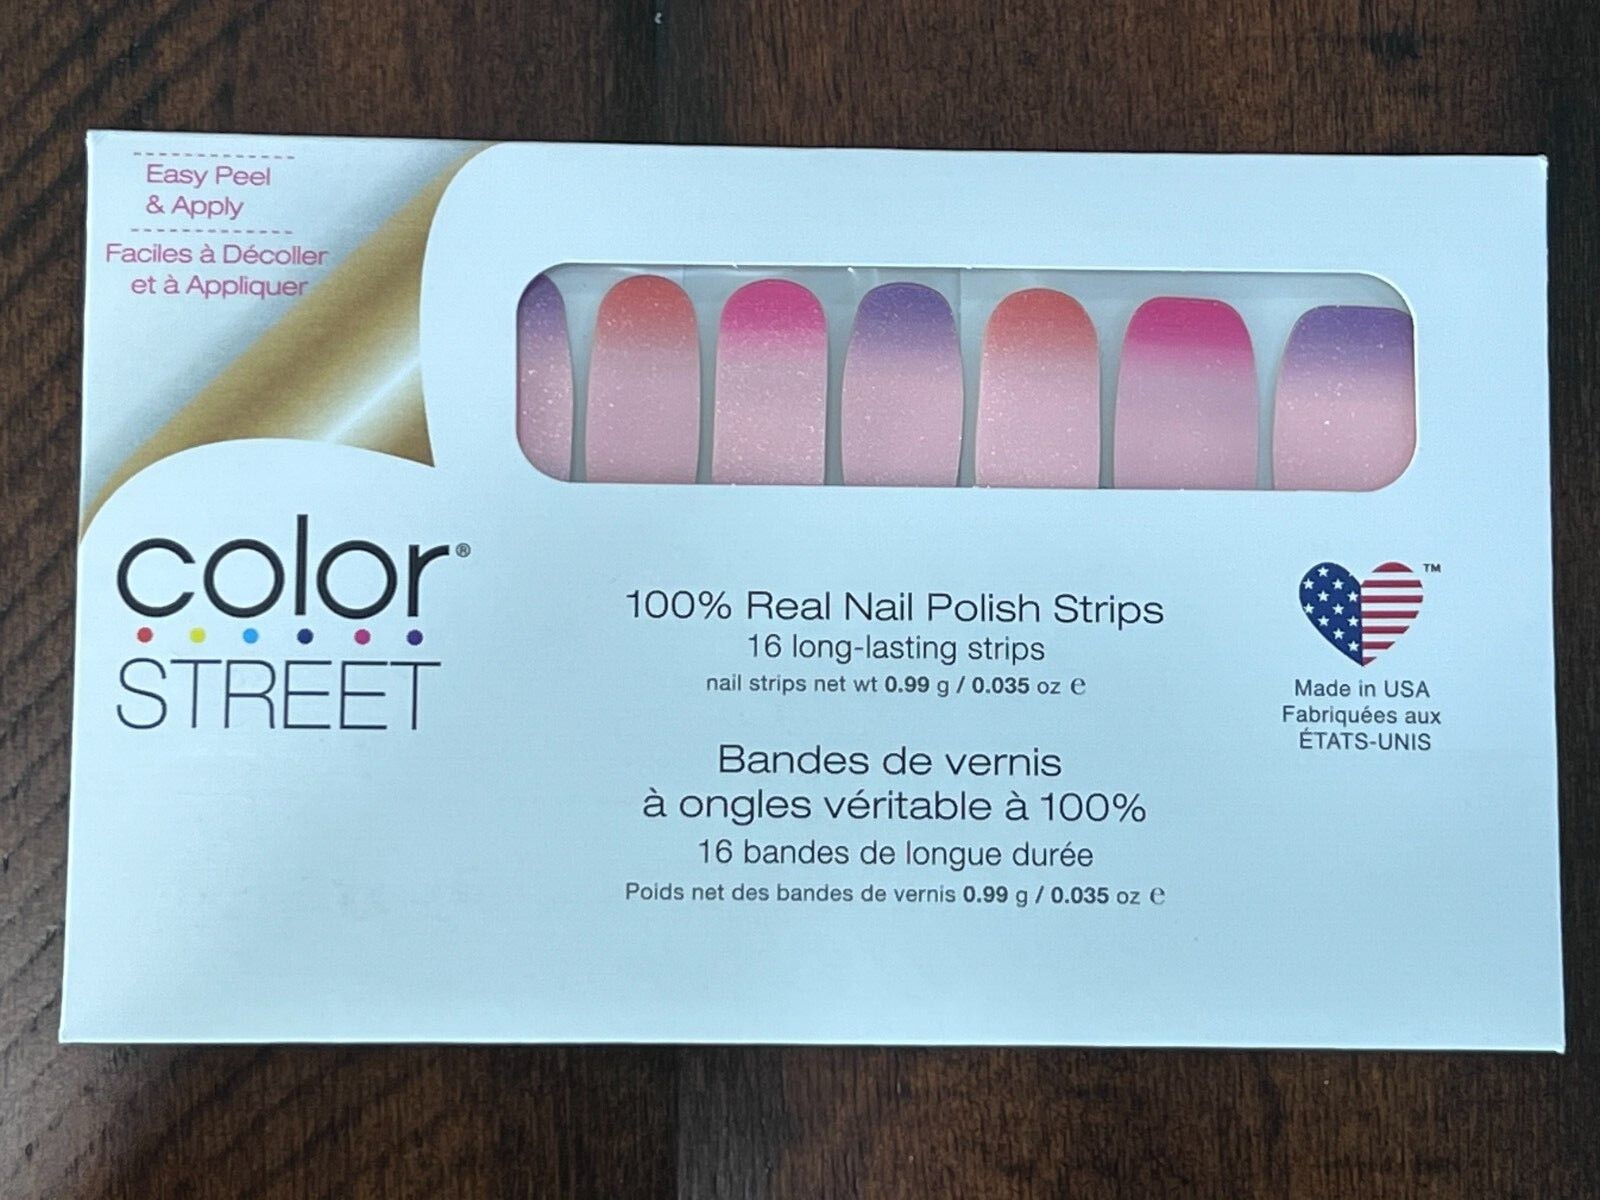 Easy Peel
& Apply
Faciles à Décoller
et à Appliquer
color®
STREET
100% Real Nail Polish Strips
16 long-lasting strips
nail strips net wt 0.99 g / 0.035 oz ℮
Bandes de vernis
à ongles véritable à 100%
16 bandes de longue durée
Poids net des bandes de vernis 0.99 g / 0.035 oz ℮
TM
Made in USA
Fabriquées aux
ÉTATS-UNIS